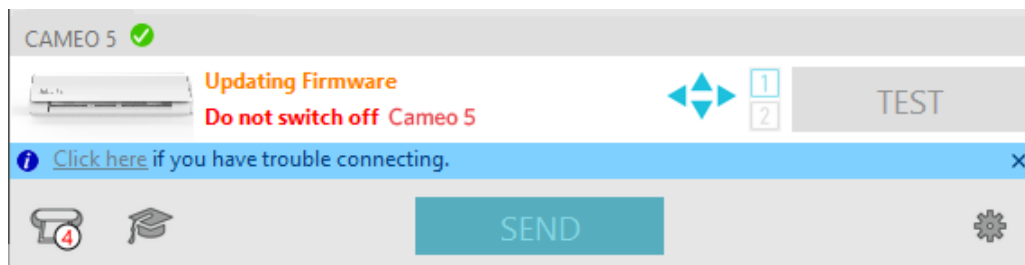 CAMEO 5
Updating Firmware
Do not switch off Cameo 5
1
2
TEST
Click here if you have trouble connecting.
4
SEND